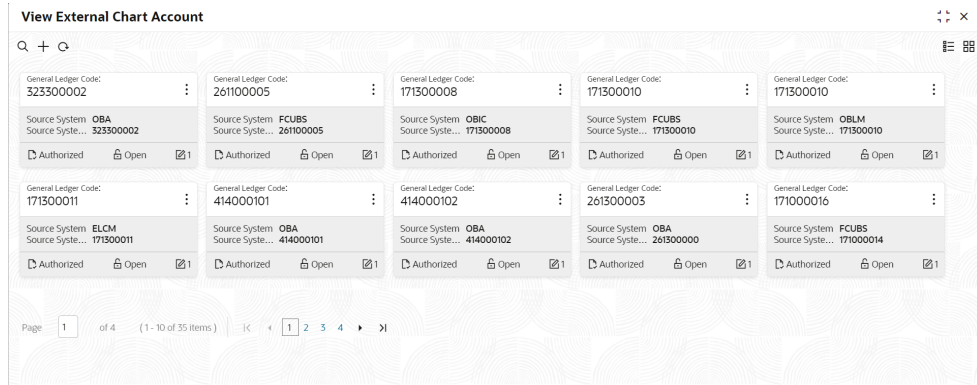 View External Chart Account
General Ledger Code:
323300002
Source System OBA
Source Syste... 323300002
Authorized Open 1
General Ledger Code:
261100005
Source System FCUBS
Source Syste... 261100005
Authorized Open 1
General Ledger Code:
171300008
Source System OBIC
Source Syste... 171300008
Authorized Open 1
General Ledger Code:
171300010
Source System FCUBS
Source Syste... 171300010
Authorized Open 1
General Ledger Code:
171300010
Source System OBLM
Source Syste... 171300010
Authorized Open 1
General Ledger Code:
171300011
Source System ELCM
Source Syste... 171300011
Authorized Open 1
General Ledger Code:
414000101
Source System OBA
Source Syste... 414000101
Authorized Open 1
General Ledger Code:
414000102
Source System OBA
Source Syste... 414000102
Authorized Open 1
General Ledger Code:
261300003
Source System OBA
Source Syste... 261300000
Authorized Open 1
General Ledger Code:
171000016
Source System FCUBS
Source Syste... 171000014
Authorized Open 1
Page 1 of 4 (1 - 10 of 35 items) 1 2 3 4